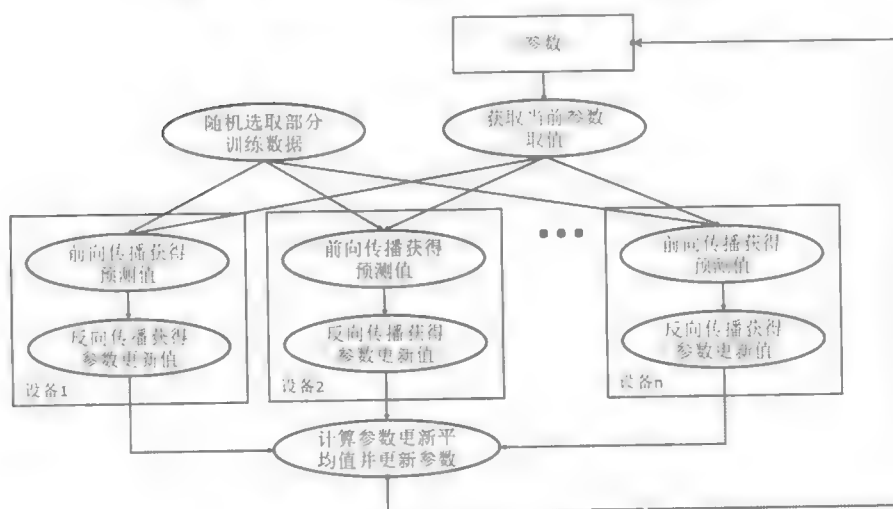 参数
随机选取部分
训练数据
获取当前参数
取值
前向传播获得
预测值
反向传播获得
参数更新值
设备1
前向传播获得
预测值
反向传播获得
参数更新值
设备2
前向传播获得
预测值
反向传播获得
参数更新值
设备n
计算参数更新平
均值并更新参数